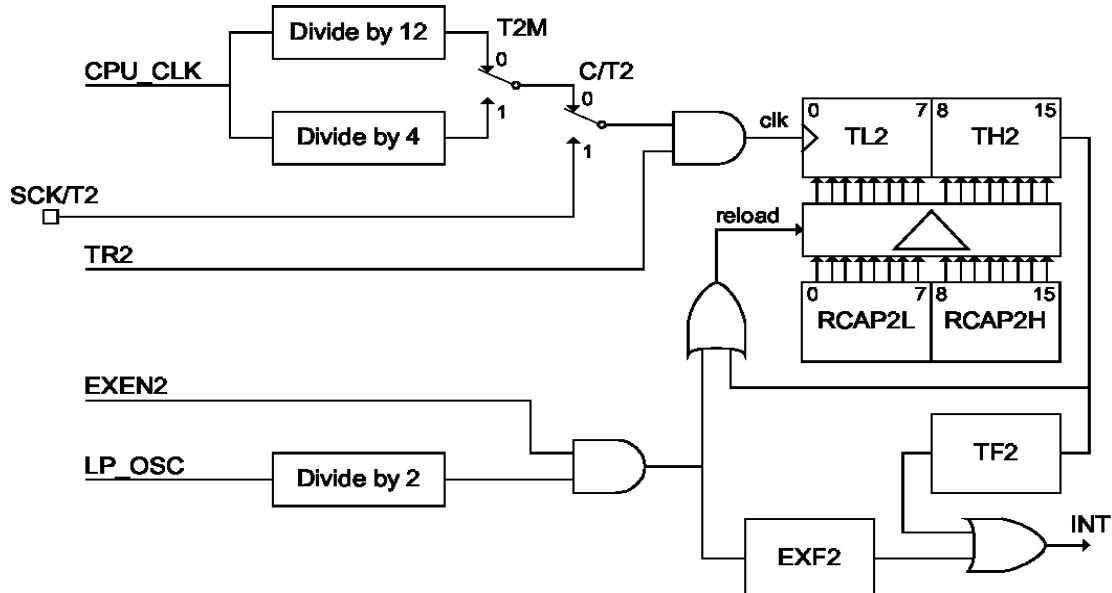 Divide by 12
T2M
0
CPU_CLK
C/T2
0
1
Divide by 4
1
clk
0 7 8 15
TL2 TH2
SCK/T2
reload
TR2
0 7 8 15
RCAP2L RCAP2H
EXEN2
LP_OSC
Divide by 2
TF2
INT
EXF2